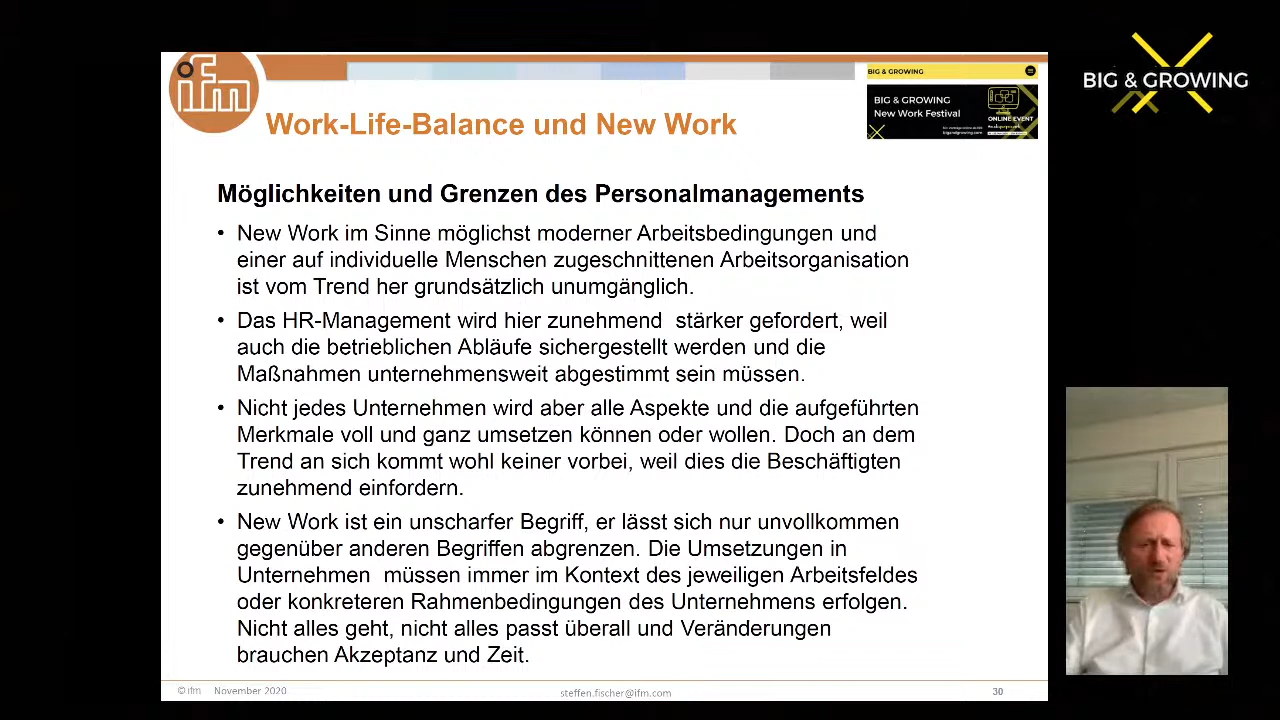 ifm
BIG & GROWING
BIG & GROWING
New Work Festival
ONLINE EVENT
BIG & GROWING
Work-Life-Balance und New Work
Möglichkeiten und Grenzen des Personalmanagements
• New Work im Sinne möglichst moderner Arbeitsbedingungen und
einer auf individuelle Menschen zugeschnittenen Arbeitsorganisation
ist vom Trend her grundsätzlich unumgänglich.
• Das HR-Management wird hier zunehmend  stärker gefordert, weil
auch die betrieblichen Abläufe sichergestellt werden und die
Maßnahmen unternehmensweit abgestimmt sein müssen.
• Nicht jedes Unternehmen wird aber alle Aspekte und die aufgeführten
Merkmale voll und ganz umsetzen können oder wollen. Doch an dem
Trend an sich kommt wohl keiner vorbei, weil dies die Beschäftigten
zunehmend einfordern.
• New Work ist ein unscharfer Begriff, er lässt sich nur unvollkommen
gegenüber anderen Begriffen abgrenzen. Die Umsetzungen in
Unternehmen  müssen immer im Kontext des jeweiligen Arbeitsfeldes
oder konkreteren Rahmenbedingungen des Unternehmens erfolgen.
Nicht alles geht, nicht alles passt überall und Veränderungen
brauchen Akzeptanz und Zeit.
© ifm November 2020
steffen.fischer@ifm.com
30